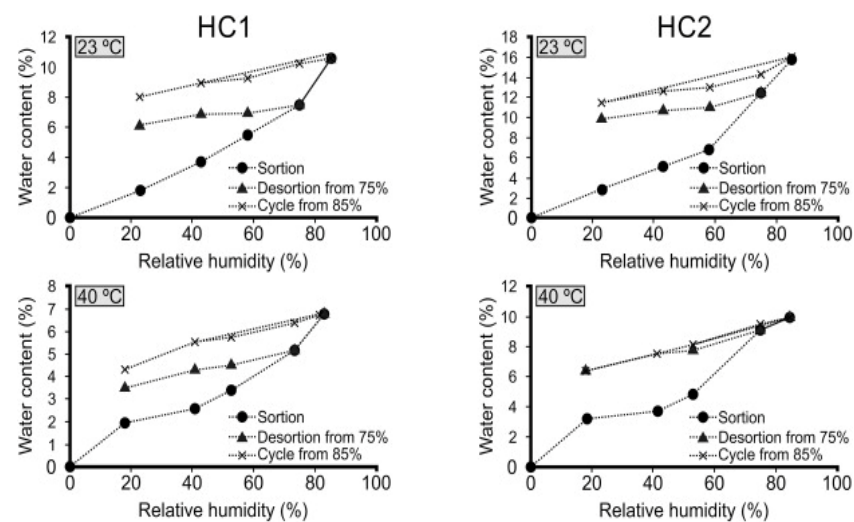 HC1
23 ºC
12
10
8
6
4
2
0
Water content (%)
Sortion
Desortion from 75%
Cycle from 85%
0 20 40 60 80 100
Relative humidity (%)
HC2
23 ºC
18
16
14
12
10
8
6
4
2
0
Water content (%)
Sortion
Desortion from 75%
Cycle from 85%
0 20 40 60 80 100
Relative humidity (%)
40 ºC
8
7
6
5
4
3
2
1
0
Water content (%)
Sortion
Desortion from 75%
Cycle from 85%
0 20 40 60 80 100
Relative humidity (%)
40 ºC
12
10
8
6
4
2
0
Water content (%)
Sortion
Desortion from 75%
Cycle from 85%
0 20 40 60 80 100
Relative humidity (%)